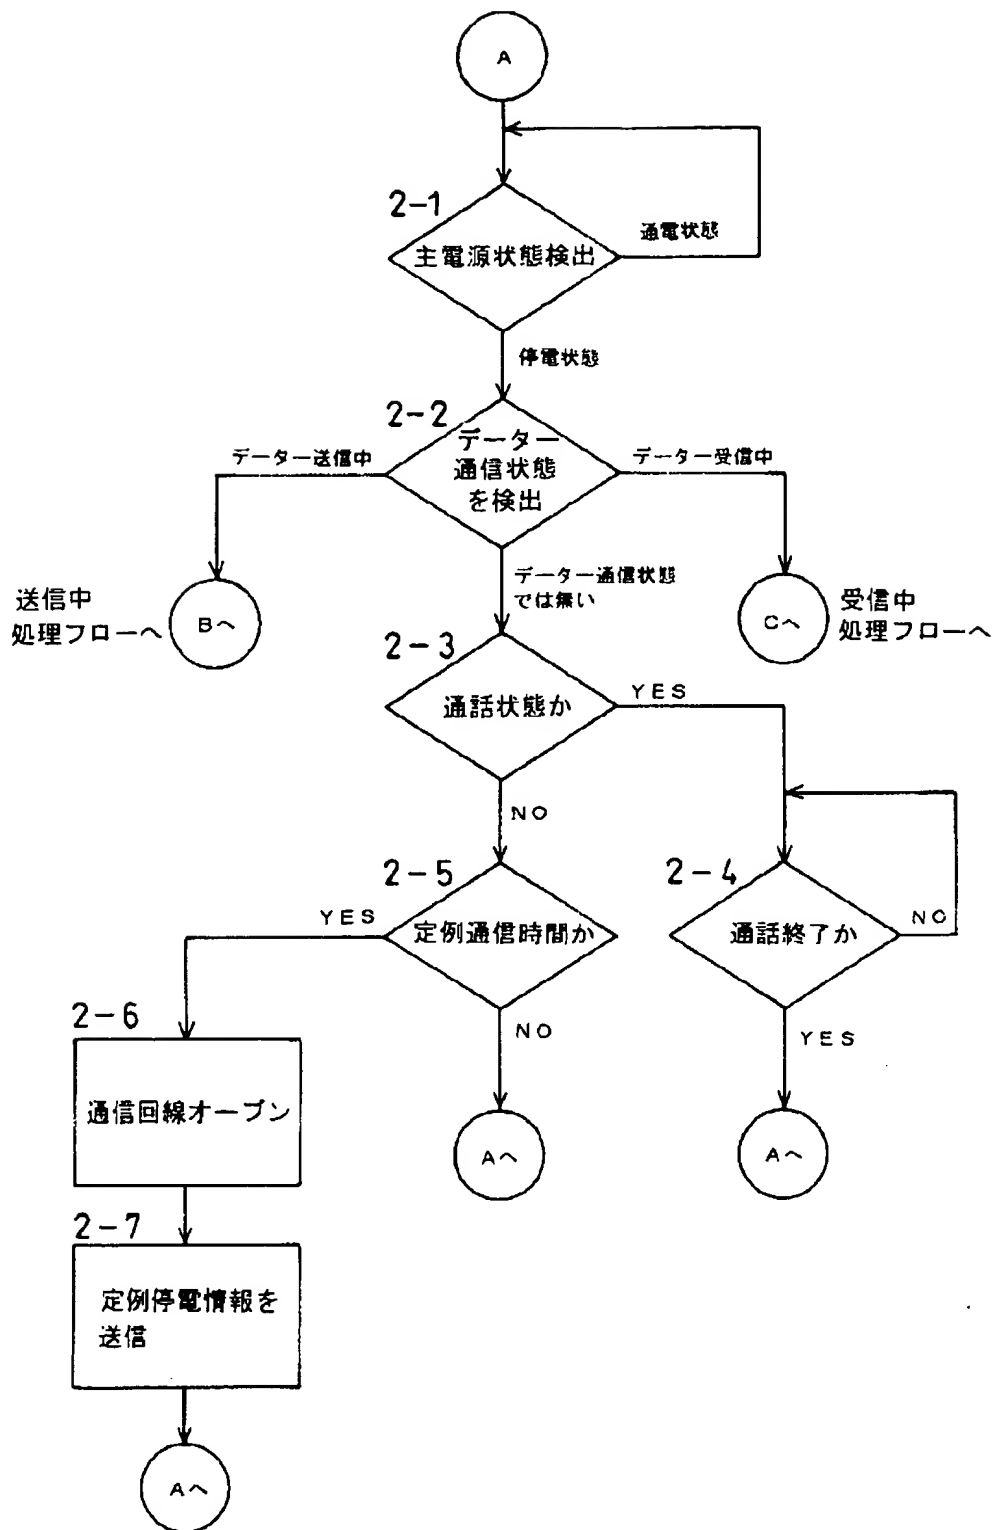 A
2-1
主電源状態検出
通電状態
停電状態
2-2
データー
通信状態
を検出
データー送信中
データー受信中
送信中
処理フローへ
Bへ
データー通信状態
では無い
Cへ
受信中
処理フローへ
2-3
通話状態か
YES
NO
2-5
定例通信時間か
YES
NO
2-4
通話終了か
NO
YES
2-6
通信回線オープン
Aへ
Aへ
2-7
定例停電情報を
送信
Aへ